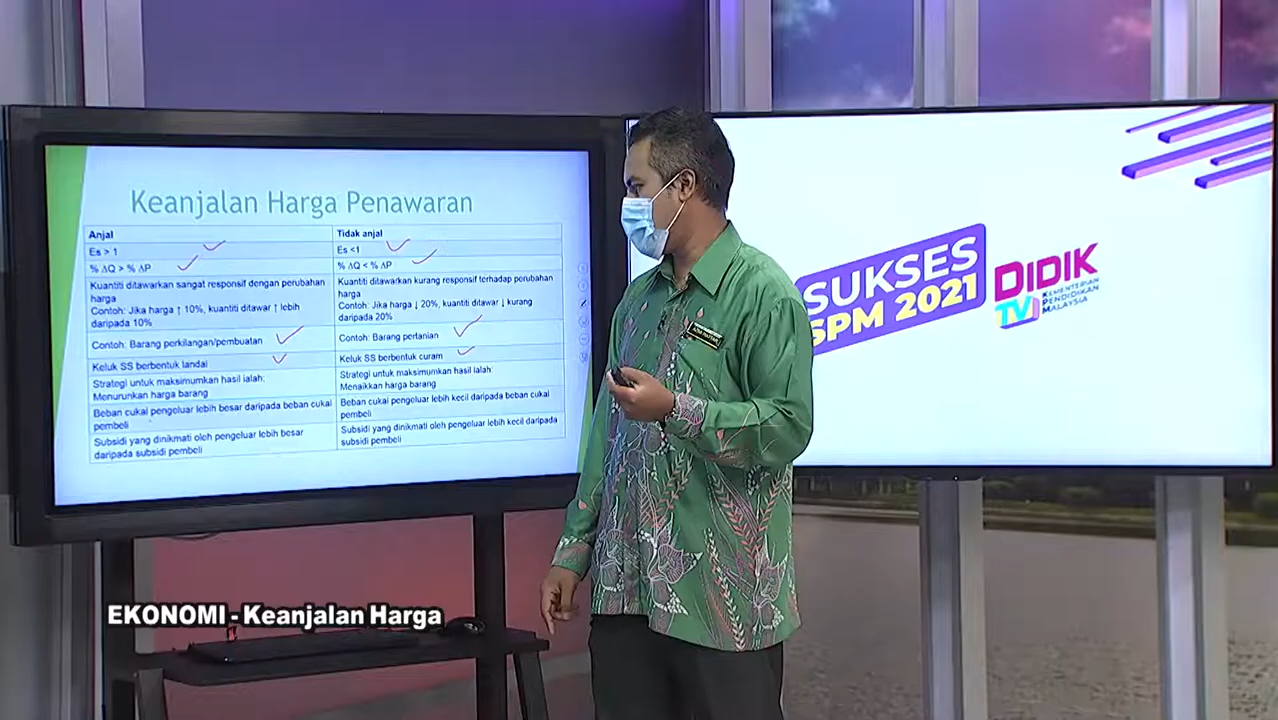 Keanjalan Harga Penawaran
Anjal
Tidak anjal
Es > 1
Es <1
% ΔQ > % ΔP
% ΔQ < % ΔP
Kuantiti ditawarkan sangat responsif dengan perubahan
harga
Contoh: Jika harga ↑ 10%, kuantiti ditawar ↑ lebih
daripada 10%
Kuantiti ditawarkan kurang responsif terhadap perubahan
harga
Contoh: Jika harga ↓ 20%, kuantiti ditawar ↓ kurang
daripada 20%
Contoh: Barang perkilangan/pembuatan
Contoh: Barang pertanian
Keluk SS berbentuk landai
Keluk SS berbentuk curam
Strategi untuk maksimumkan hasil ialah:
Menurunkan harga barang
Strategi untuk maksimumkan hasil ialah:
Menaikkan harga barang
Beban cukai pengeluar lebih besar daripada beban cukai
pembeli
Beban cukai pengeluar lebih kecil daripada beban cukai
pembeli
Subsidi yang dinikmati oleh pengeluar lebih besar
daripada subsidi pembeli
Subsidi yang dinikmati oleh pengeluar lebih kecil daripada
subsidi pembeli
SUKSES
SPM 2021
DIDIK
TV
KEMENTERIAN
PENDIDIKAN
MALAYSIA
EKONOMI - Keanjalan Harga